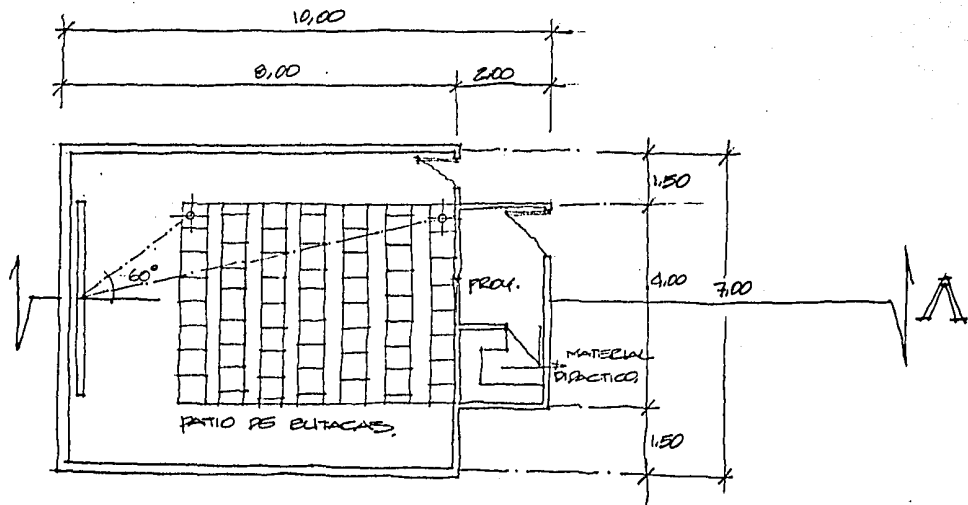 10,00
8,00
2.00
1.50
60°
PROY.
4.00
7.00
A
MATERIAL
DIDACTICO.
PATIO DE BUTACAS.
1.50